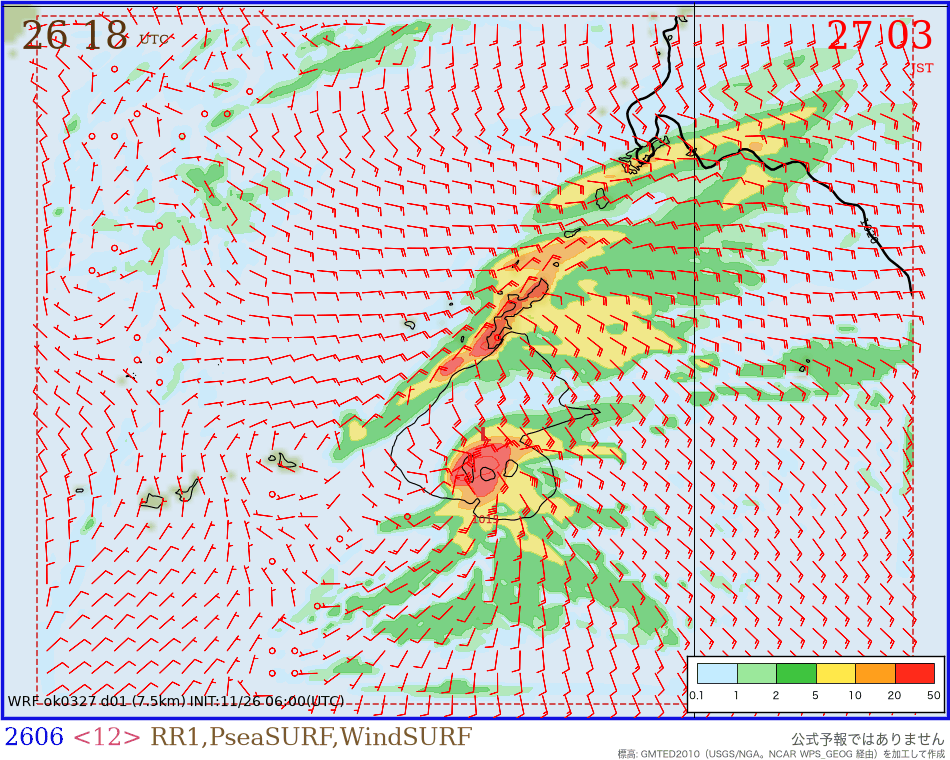 26 18 UTC
27 03
JST
1012
0.1 1 2 5 10 20 50
WRF ok0327 d01 (7.5km) INIT:11/26 06:00(UTC)
2606 <12> RR1,PseaSURF,WindSURF
公式予報ではありません
標高: GMTED2010（USGS/NGA。NCAR WPS_GEOG 経由）を加工して作成